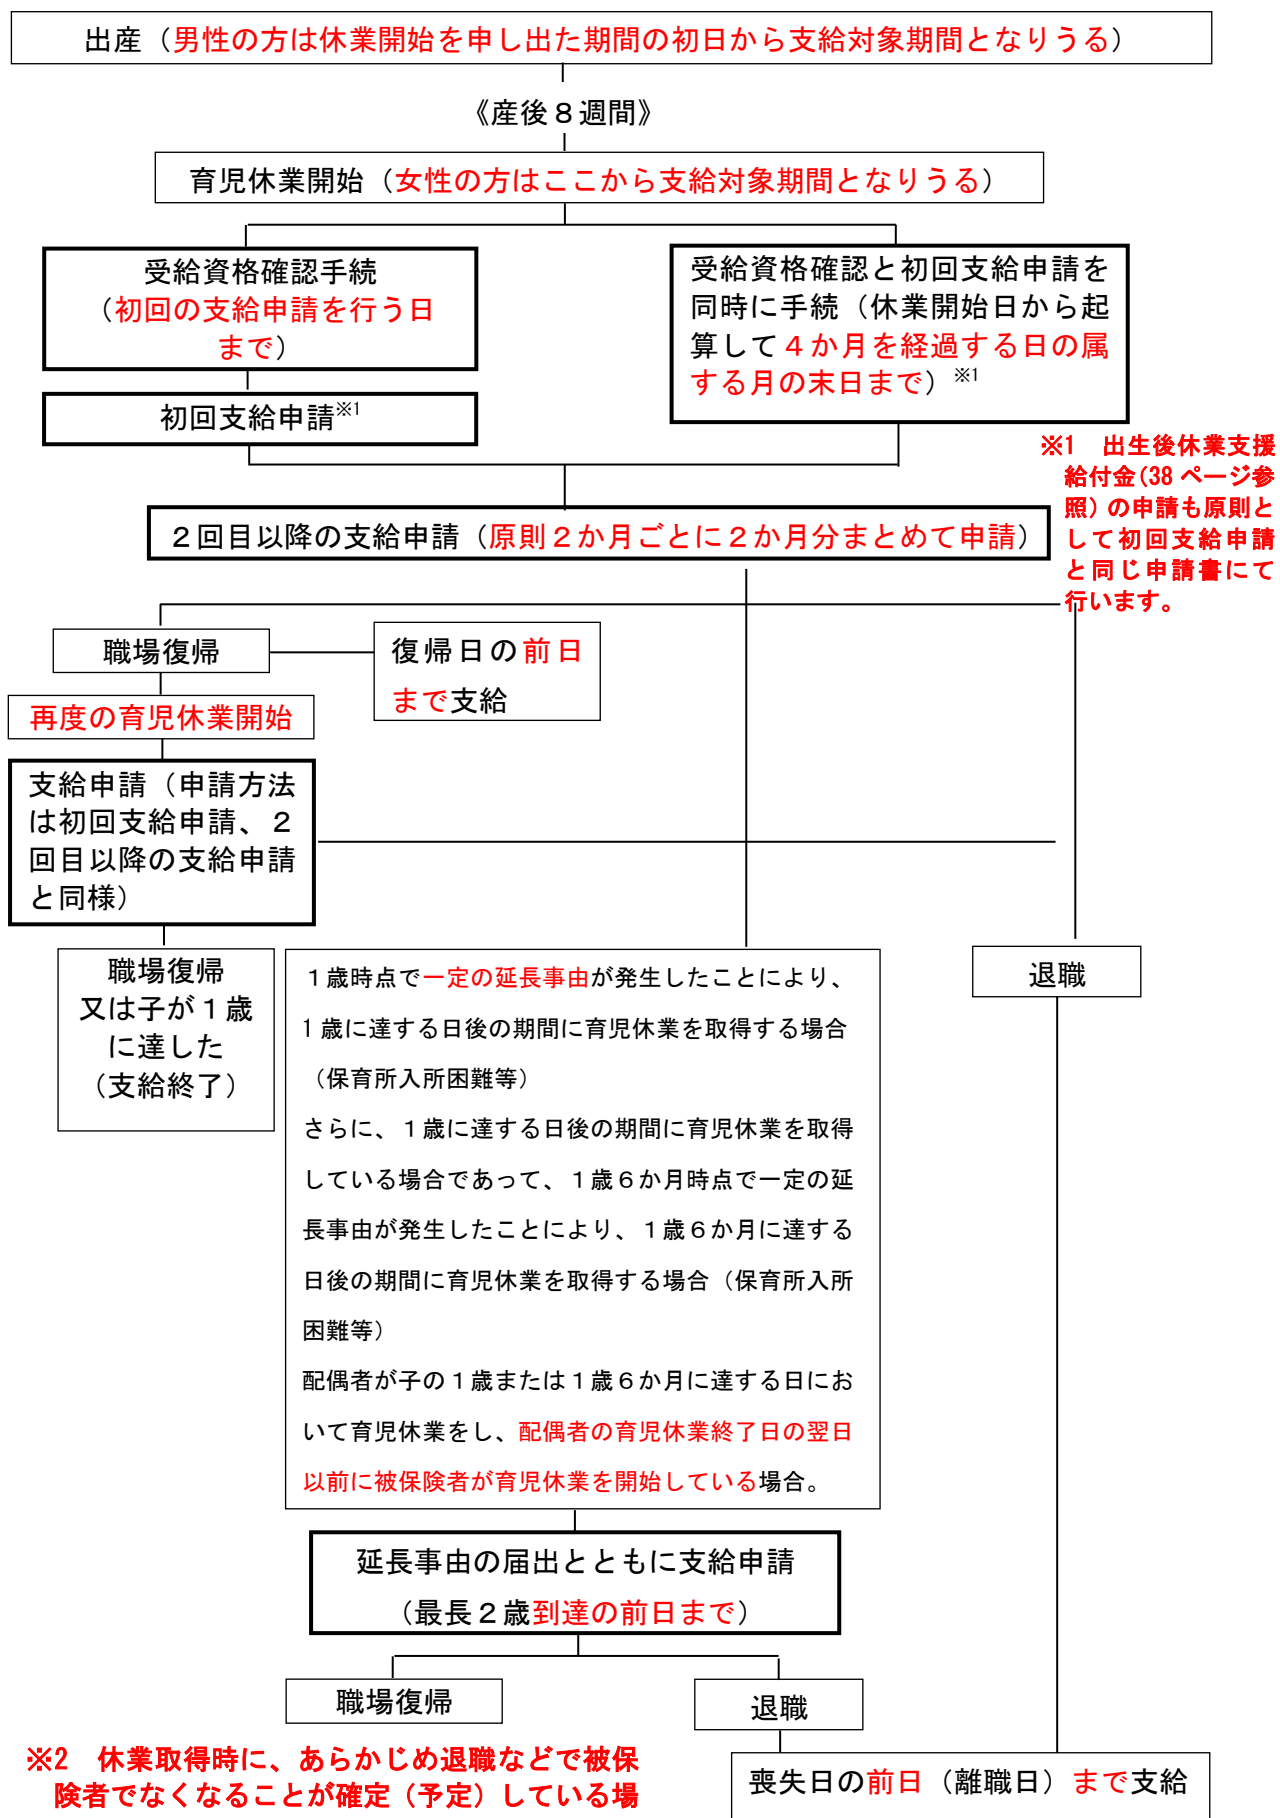 出産（男性の方は休業開始を申し出た期間の初日から支給対象期間となりうる）
《産後８週間》
育児休業開始（女性の方はここから支給対象期間となりうる）
受給資格確認手続
（初回の支給申請を行う日
まで）
受給資格確認と初回支給申請を
同時に手続（休業開始日から起
算して４か月を経過する日の属
する月の末日まで）※1
初回支給申請※1
※1　出生後休業支援
給付金（38 ページ参
照）の申請も原則と
して初回支給申請
と同じ申請書にて
行います。
２回目以降の支給申請（原則２か月ごとに２か月分まとめて申請）
職場復帰
復帰日の前日
まで支給
再度の育児休業開始
支給申請（申請方法
は初回支給申請、２
回目以降の支給申請
と同様）
職場復帰
又は子が１歳
に達した
（支給終了）
１歳時点で一定の延長事由が発生したことにより、
1 歳に達する日後の期間に育児休業を取得する場合
（保育所入所困難等）
さらに、１歳に達する日後の期間に育児休業を取得
している場合であって、１歳６か月時点で一定の延
長事由が発生したことにより、１歳６か月に達する
日後の期間に育児休業を取得する場合（保育所入所
困難等）
配偶者が子の１歳または１歳６か月に達する日にお
いて育児休業をし、配偶者の育児休業終了日の翌日
以前に被保険者が育児休業を開始している場合。
退職
延長事由の届出とともに支給申請
（最長２歳到達の前日まで）
職場復帰
退職
※2　休業取得時に、あらかじめ退職などで被保
険者でなくなることが確定（予定）している場
喪失日の前日（離職日）まで支給